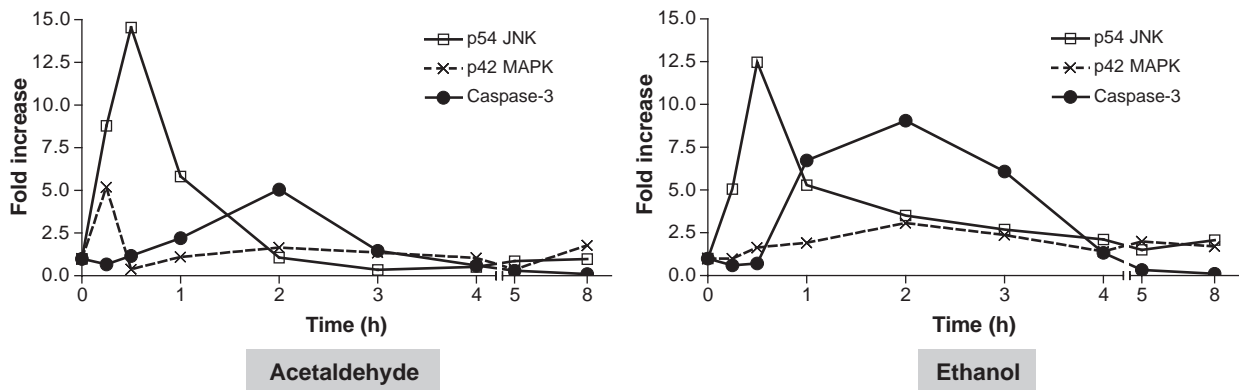 15.0
12.5
10.0
7.5
5.0
2.5
0.0
Fold increase
p54 JNK
p42 MAPK
Caspase-3
0 1 2 3 4 5 8
Time (h)
Acetaldehyde
15.0
12.5
10.0
7.5
5.0
2.5
0.0
Fold increase
p54 JNK
p42 MAPK
Caspase-3
0 1 2 3 4 5 8
Time (h)
Ethanol